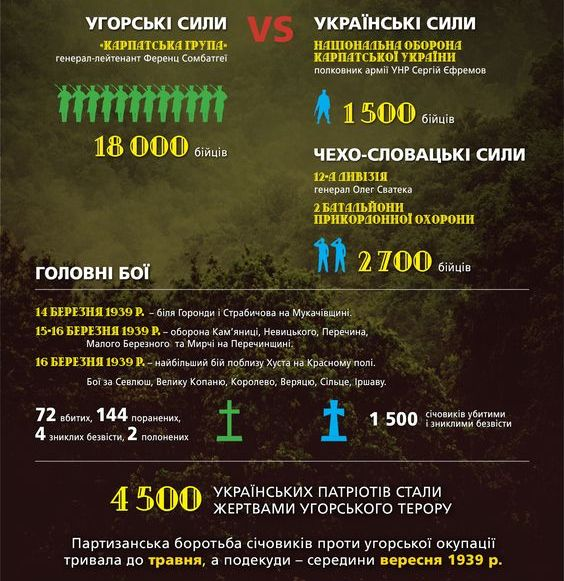 УГОРСЬКІ СИЛИ
«КАРПАТСЬКА ГРУПА»
генерал-лейтенант Ференц Сомбатгеї
18 000 бійців
VS
УКРАЇНСЬКІ СИЛИ
НАЦІОНАЛЬНА ОБОРОНА
КАРПАТСЬКОЇ УКРАЇНИ
полковник армії УНР Сергій Єфремов
1 500 бійців
ЧЕХО-СЛОВАЦЬКІ СИЛИ
12-А ДИВІЗІЯ
генерал Олег Сватека
2 БАТАЛЬЙОНИ
ПРИКОРДОННОЇ ОХОРОНИ
2 700 бійців
ГОЛОВНІ БОЇ
14 БЕРЕЗНЯ 1939 Р. – біля Горонди і Страбичова на Мукачівщині.
15-16 БЕРЕЗНЯ 1939 Р. – оборона Кам’яниці, Невицького, Перечина,
Малого Березного та Мирчі на Перечинщині.
16 БЕРЕЗНЯ 1939 Р. – найбільший бій поблизу Хуста на Красному полі.
Бої за Севлюш, Велику Копаню, Королево, Веряцю, Сільце, Іршаву.
72 вбитих, 144 поранених,
4 зниклих безвісти, 2 полонених
1 500 січовиків убитими
і зниклими безвісти
4 500 УКРАЇНСЬКИХ ПАТРІОТІВ СТАЛИ
ЖЕРТВАМИ УГОРСЬКОГО ТЕРОРУ
Партизанська боротьба січовиків проти угорської окупації
тривала до травня, а подекуди – середини вересня 1939 р.